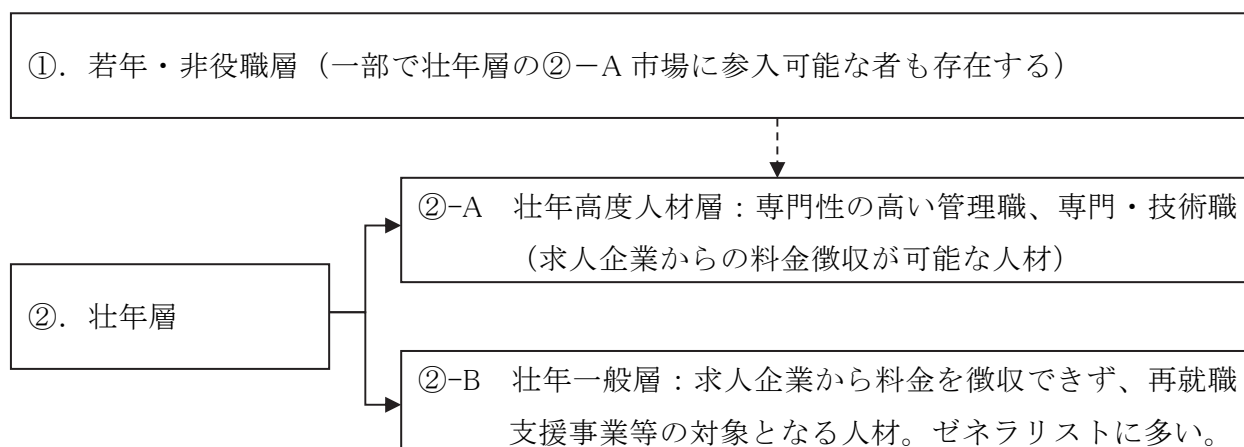 ①．若年・非役職層（一部で壮年層の②－A 市場に参入可能な者も存在する）
②-A　壮年高度人材層：専門性の高い管理職、専門・技術職
（求人企業からの料金徴収が可能な人材）
②．壮年層
②-B　壮年一般層：求人企業から料金を徴収できず、再就職
支援事業等の対象となる人材。ゼネラリストに多い。